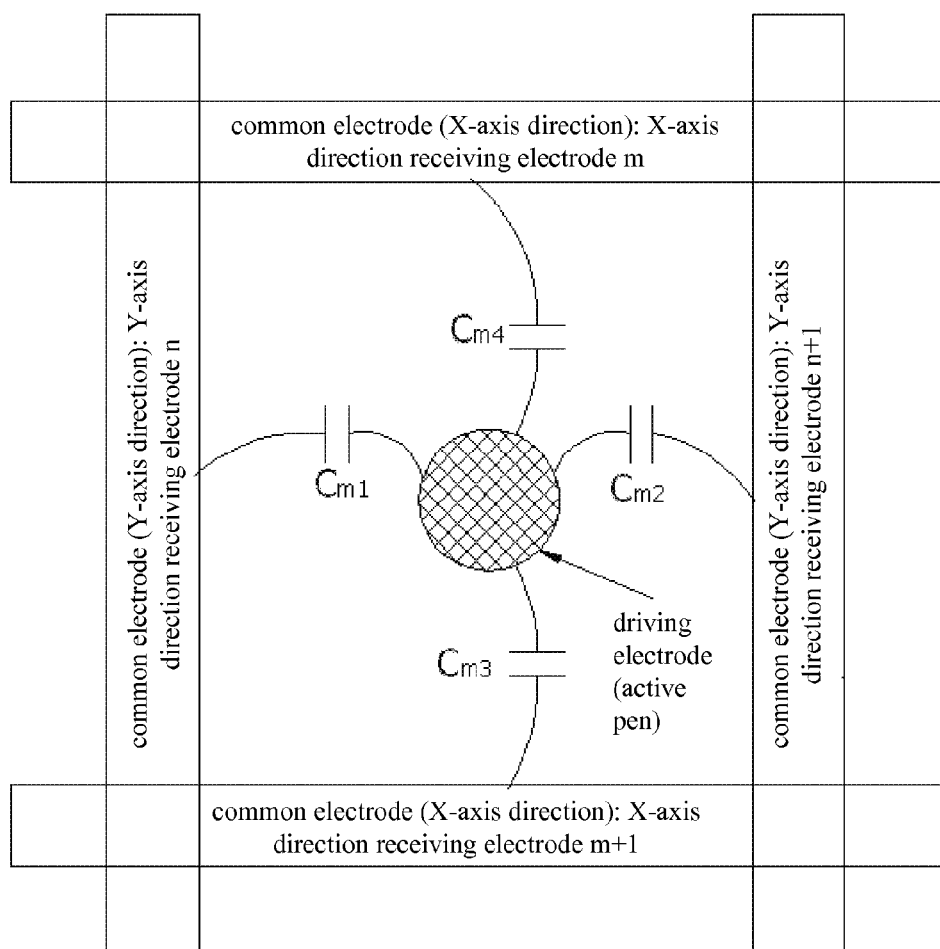 common electrode (X-axis direction): X-axis
direction receiving electrode m
common electrode (Y-axis direction): Y-axis
direction receiving electrode n
Cm4
Cm1
Cm2
common electrode (Y-axis direction): Y-axis
direction receiving electrode n+1
Cm3
driving
electrode
(active
pen)
common electrode (X-axis direction): X-axis
direction receiving electrode m+1